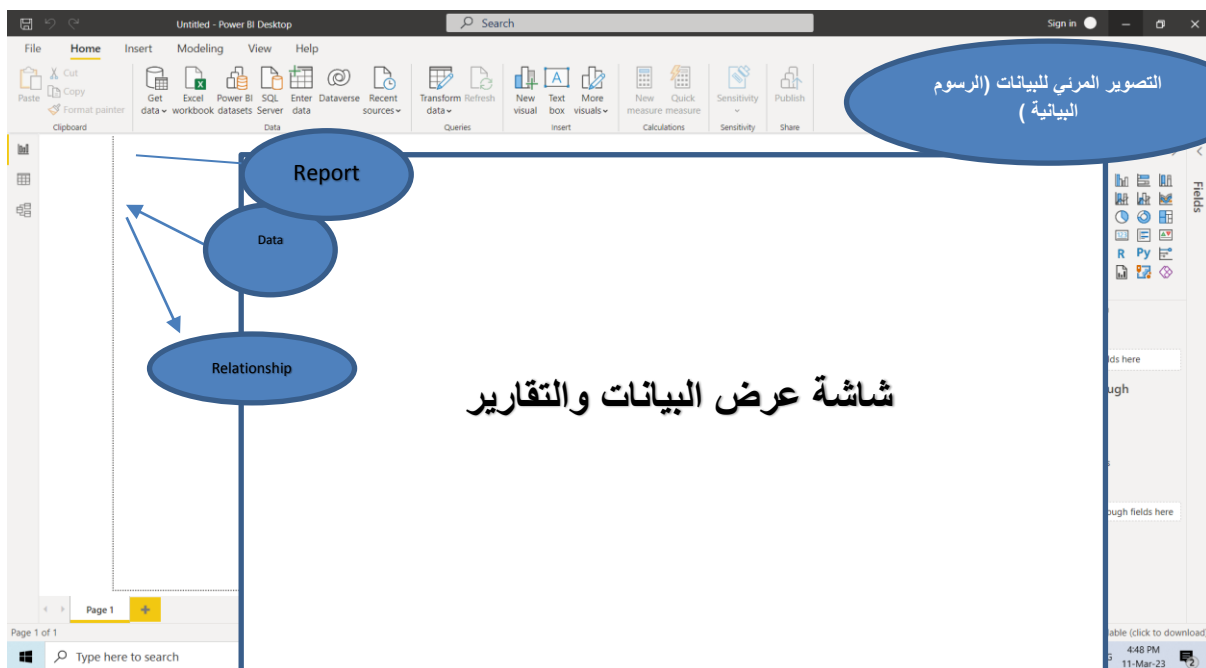 Untitled - Power BI Desktop
Search
Sign in
File Home Insert Modeling View Help
Paste
Cut
Copy
Format painter
Clipboard
Get data
Excel workbook
Power BI datasets
SQL Server
Enter data
Dataverse
Recent sources
Data
Transform data
Refresh
Queries
New visual
Text box
More visuals
Insert
New measure
Quick measure
Calculations
Sensitivity
Sensitivity
Publish
Share
التصوير المرئي للبيانات (الرسوم
البيانية )
Report
Data
Relationship
شاشة عرض البيانات والتقارير
Fields
R Py
123
lds here
ugh
s
ough fields here
Page 1
Page 1 of 1
able (click to download)
Type here to search
G
4:48 PM
11-Mar-23
2